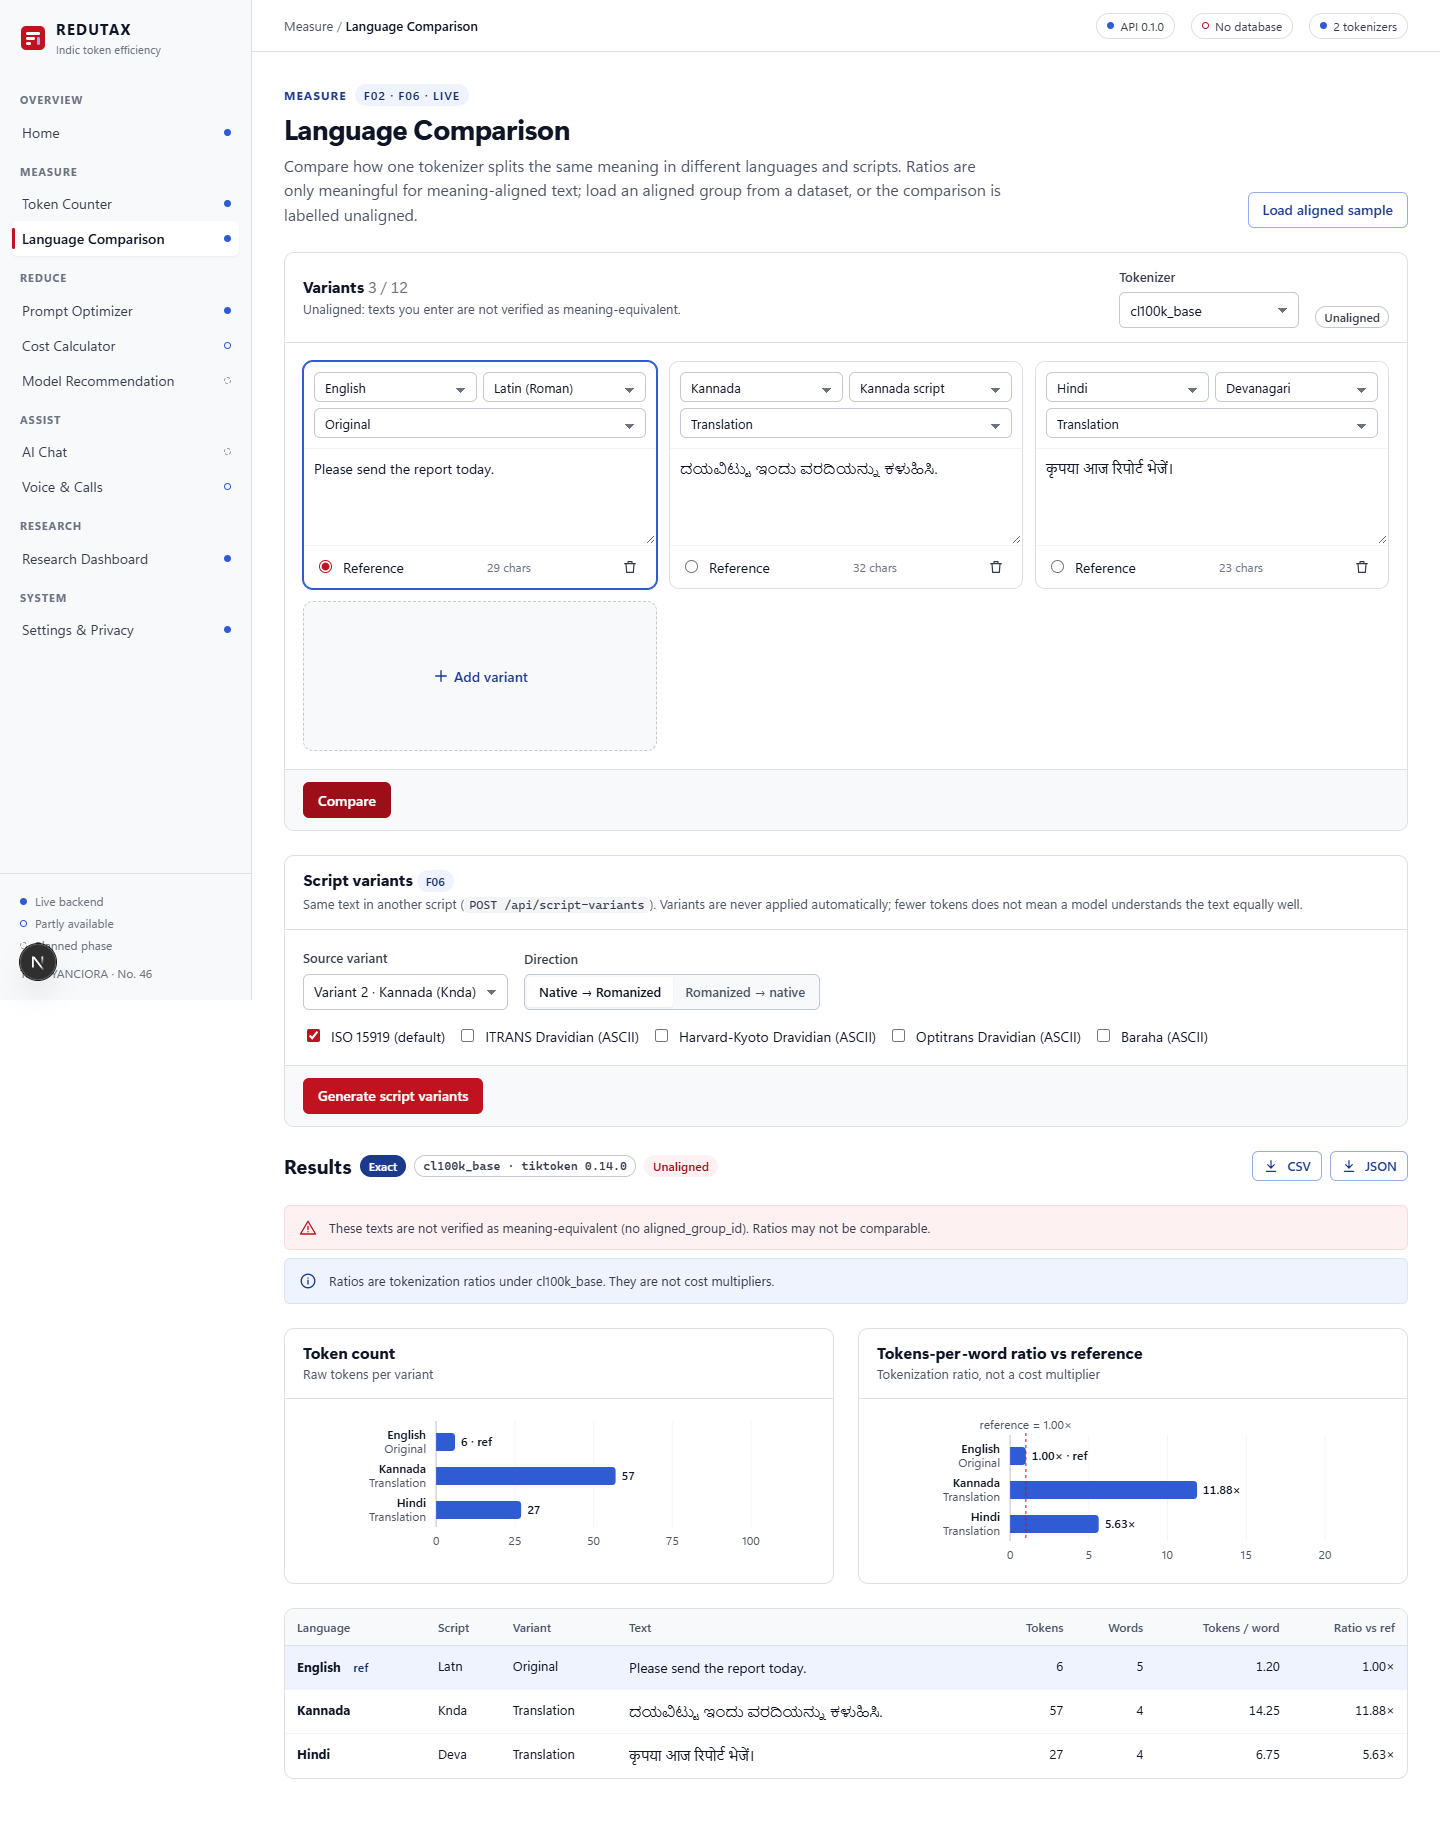 REDUTAX
Indic token efficiency
OVERVIEW
Home
MEASURE
Token Counter
Language Comparison
REDUCE
Prompt Optimizer
Cost Calculator
Model Recommendation
ASSIST
AI Chat
Voice & Calls
RESEARCH
Research Dashboard
SYSTEM
Settings & Privacy
Live backend
Partly available
nned phase
N
YANCIORA · No. 46
Measure / Language Comparison
API 0.1.0
No database
2 tokenizers
MEASURE F02 · F06 · LIVE
Language Comparison
Compare how one tokenizer splits the same meaning in different languages and scripts. Ratios are
only meaningful for meaning-aligned text; load an aligned group from a dataset, or the comparison is
labelled unaligned.
Load aligned sample
Variants 3 / 12
Unaligned: texts you enter are not verified as meaning-equivalent.
Tokenizer
cl100k_base
Unaligned
English Latin (Roman)
Original
Please send the report today.
Reference 29 chars
Kannada Kannada script
Translation
ದಯವಿಟ್ಟು ಇಂದು ವರದಿಯನ್ನು ಕಳುಹಿಸಿ.
Reference 32 chars
Hindi Devanagari
Translation
कृपया आज रिपोर्ट भेजें।
Reference 23 chars
+ Add variant
Compare
Script variants F06
Same text in another script ( POST /api/script-variants ). Variants are never applied automatically; fewer tokens does not mean a model understands the text equally well.
Source variant
Variant 2 · Kannada (Knda)
Direction
Native → Romanized Romanized → native
ISO 15919 (default) ITRANS Dravidian (ASCII) Harvard-Kyoto Dravidian (ASCII) Optitrans Dravidian (ASCII) Baraha (ASCII)
Generate script variants
Results Exact cl100k_base · tiktoken 0.14.0 Unaligned
CSV JSON
These texts are not verified as meaning-equivalent (no aligned_group_id). Ratios may not be comparable.
Ratios are tokenization ratios under cl100k_base. They are not cost multipliers.
Token count
Raw tokens per variant
English
Original
6 · ref
Kannada
Translation
57
Hindi
Translation
27
0 25 50 75 100
Tokens-per-word ratio vs reference
Tokenization ratio, not a cost multiplier
reference = 1.00×
English
Original
1.00× · ref
Kannada
Translation
11.88×
Hindi
Translation
5.63×
0 5 10 15 20
Language Script Variant Text Tokens Words Tokens / word Ratio vs ref
English ref Latn Original Please send the report today. 6 5 1.20 1.00×
Kannada Knda Translation ದಯವಿಟ್ಟು ಇಂದು ವರದಿಯನ್ನು ಕಳುಹಿಸಿ. 57 4 14.25 11.88×
Hindi Deva Translation कृपया आज रिपोर्ट भेजें। 27 4 6.75 5.63×